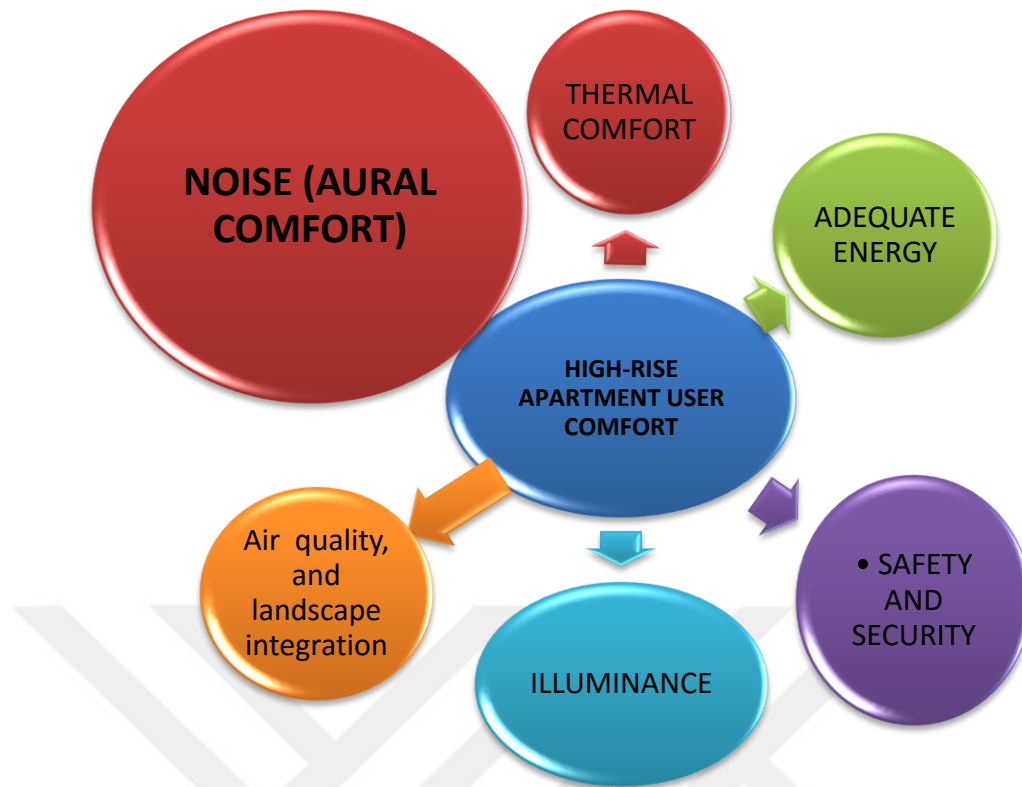 THERMAL
COMFORT
NOISE (AURAL
COMFORT)
ADEQUATE
ENERGY
HIGH-RISE
APARTMENT USER
COMFORT
Air quality,
and
landscape
integration
• SAFETY
AND
SECURITY
ILLUMINANCE